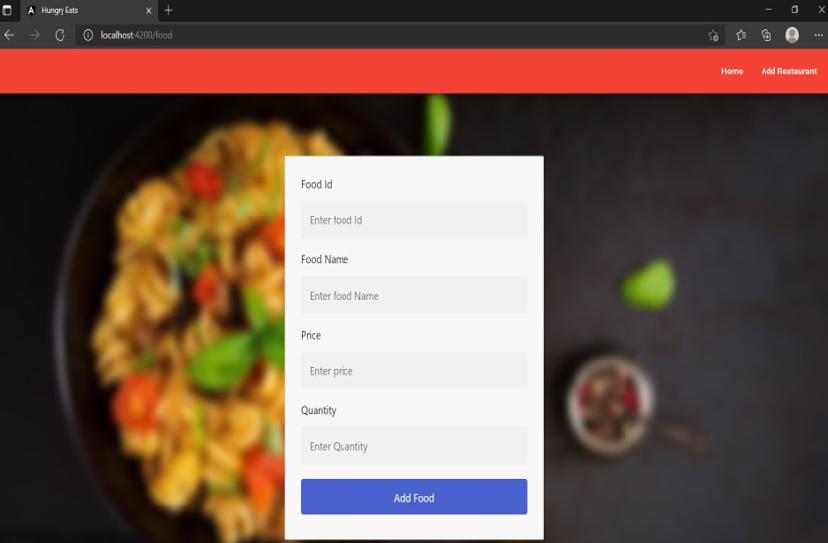 Hungry Eats
localhost:4200/food
Home
Add Restaurant
Food Id
Enter food Id
Food Name
Enter food Name
Price
Enter price
Quantity
Enter Quantity
Add Food